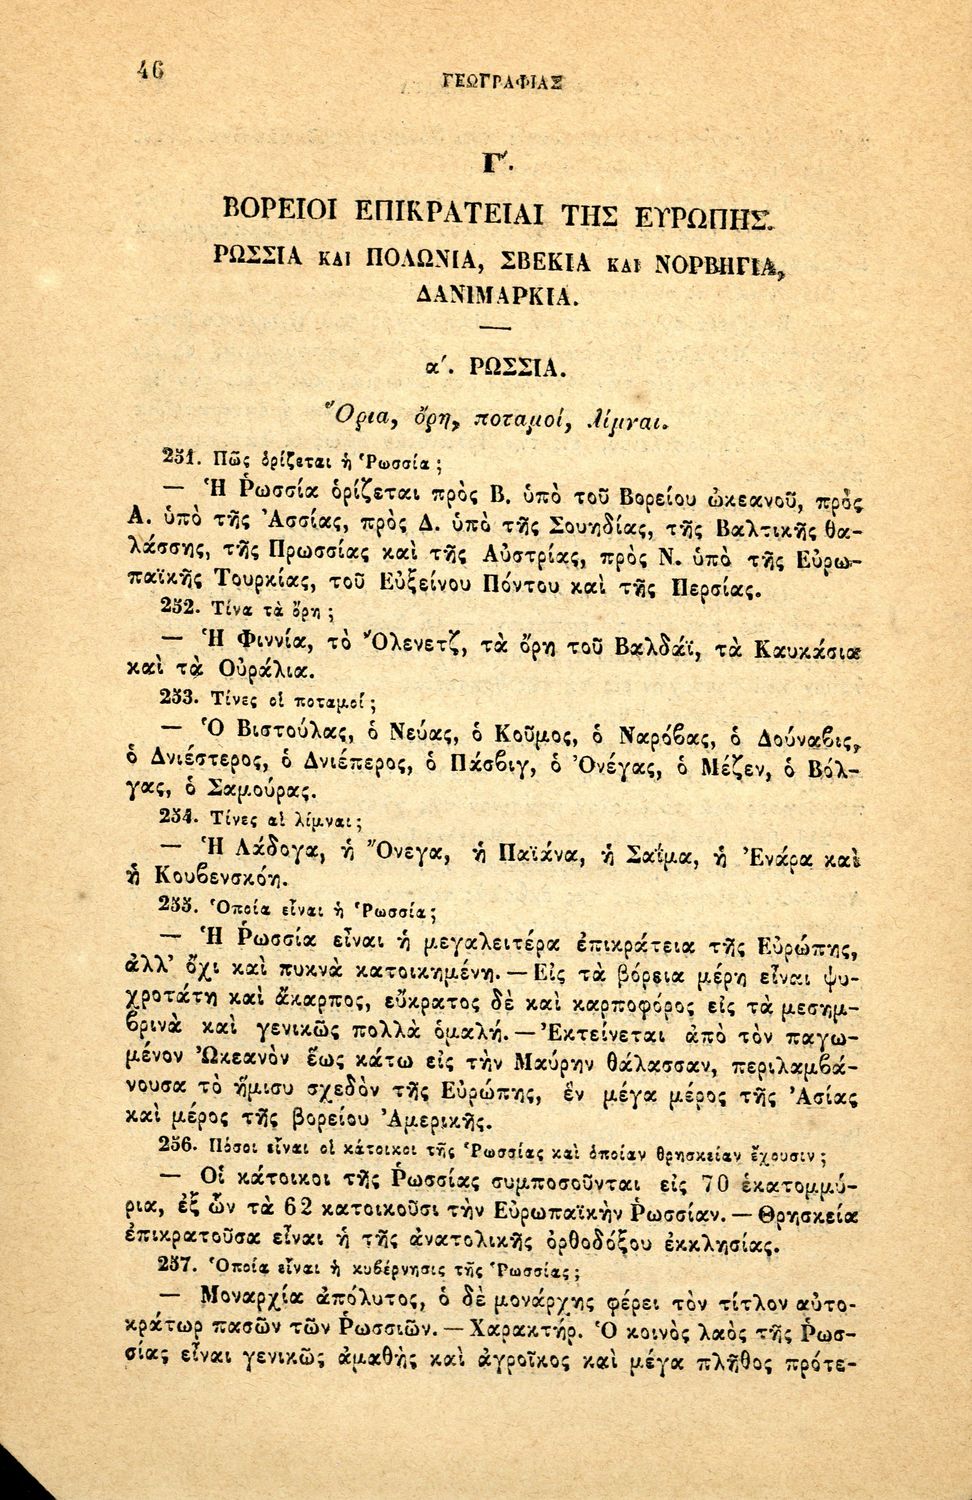 46
ΓΕΩΓΡΑΦΙΑΣ
Γ΄.
ΒΟΡΕΙΟΙ ΕΠΙΚΡΑΤΕΙΑΙ ΤΗΣ ΕΥΡΩΠΗΣ.
ΡΩΣΣΙΑ ΚΑΙ ΠΟΛΩΝΙΑ, ΣΒΕΚΙΑ ΚΑΙ ΝΟΡΒΗΓΙΑ,
ΔΑΝΙΜΑΡΚΙΑ.
α΄. ΡΩΣΣΙΑ.
Ὅρια, ὄρη, ποταμοί, λίμναι.
251. Πῶς ὁρίζεται ἡ Ῥωσσία;
— Ἡ Ῥωσσία ὁρίζεται πρὸς Β. ὑπὸ τοῦ Βορείου ὠκεανοῦ, πρὸς
Α. ὑπὸ τῆς Ἀσσίας, πρὸς Δ. ὑπὸ τῆς Σουηδίας, τῆς Βαλτικῆς θα-
λάσσης, τῆς Πρωσσίας καὶ τῆς Αὐστρίας, πρὸς Ν. ὑπὸ τῆς Εὐρω-
παϊκῆς Τουρκίας, τοῦ Εὐξείνου Πόντου καὶ τῆς Περσίας.
252. Τίνα τὰ ὄρη;
— Ἡ Φιννία, τὸ Ὄλενετζ, τὰ ὄρη τοῦ Βαλδάϊ, τὰ Καυκάσια
καὶ τὰ Οὐράλια.
253. Τίνες οἱ ποταμοί;
— Ὁ Βιστούλας, ὁ Νεύας, ὁ Κοῦμος, ὁ Ναρόβας, ὁ Δούναβις,
ὁ Δνιέστερος, ὁ Δνιέπερος, ὁ Πάσβιγ, ὁ Ὀνέγας, ὁ Μέζεν, ὁ Βόλ-
γας, ὁ Σαμούρας.
254. Τίνες αἱ λίμναι;
— Ἡ Λάδογα, ἡ Ὄνεγα, ἡ Παϊάνα, ἡ Σαΐμα, ἡ Ἐνάρα καὶ
ἡ Κουβενσκόη.
255. Ὁποία εἶναι ἡ Ῥωσσία;
— Ἡ Ῥωσσία εἶναι ἡ μεγαλειτέρα ἐπικράτεια τῆς Εὐρώπης,
ἀλλ’ ὄχι καὶ πυκνὰ κατοικημένη. — Εἰς τὰ βόρεια μέρη εἶναι ψυ-
χροτάτη καὶ ἄκαρπος, εὔκρατος δὲ καὶ καρποφόρος εἰς τὰ μεσημ-
βρινὰ καὶ γενικῶς πολλὰ ὁμαλή. — Ἐκτείνεται ἀπὸ τὸν παγω-
μένον Ὠκεανὸν ἕως κάτω εἰς τὴν Μαύρην θάλασσαν, περιλαμβά-
νουσα τὸ ἥμισυ σχεδὸν τῆς Εὐρώπης, ἓν μέγα μέρος τῆς Ἀσίας
καὶ μέρος τῆς βορείου Ἀμερικῆς.
256. Πόσοι εἶναι οἱ κάτοικοι τῆς Ῥωσσίας καὶ ὁποίαν θρησκείαν ἔχουσιν;
— Οἱ κάτοικοι τῆς Ῥωσσίας συμποσοῦνται εἰς 70 ἑκατομμύ-
ρια, ἐξ ὧν τὰ 62 κατοικοῦσι τὴν Εὐρωπαϊκὴν Ῥωσσίαν. — Θρησκεία
ἐπικρατοῦσα εἶναι ἡ τῆς ἀνατολικῆς ὀρθοδόξου ἐκκλησίας.
257. Ὁποία εἶναι ἡ κυβέρνησις τῆς Ῥωσσίας;
— Μοναρχία ἀπόλυτος, ὁ δὲ μονάρχης φέρει τὸν τίτλον αὐτο-
κράτωρ πασῶν τῶν Ῥωσσιῶν. — Χαρακτήρ. Ὁ κοινὸς λαὸς τῆς Ῥωσ-
σίας εἶναι γενικῶς ἀμαθὴς καὶ ἀγροῖκος καὶ μέγα πλῆθος πρότε-